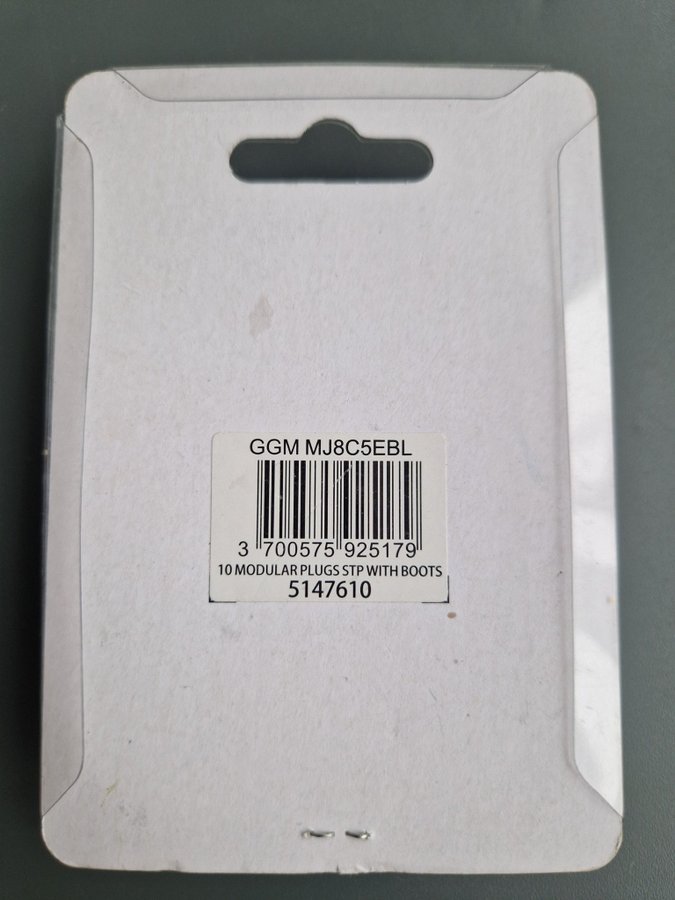 GGM MJ8C5EBL
3 700575 925179
10 MODULAR PLUGS STP WITH BOOTS
5147610